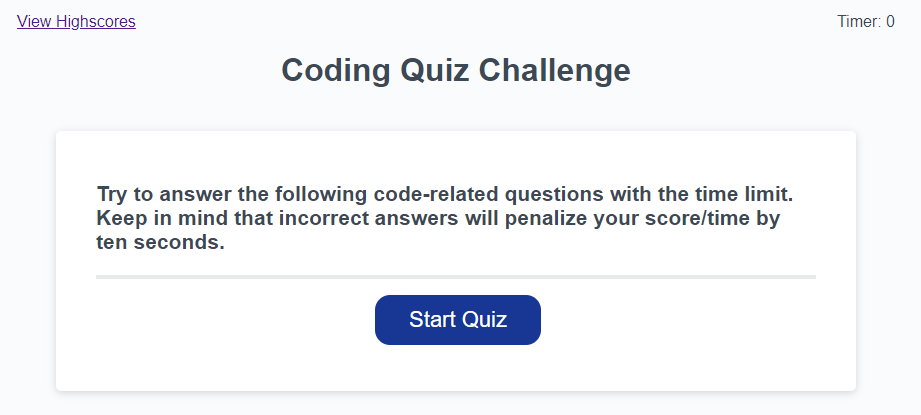 View Highscores
Timer: 0
Coding Quiz Challenge
Try to answer the following code-related questions with the time limit.
Keep in mind that incorrect answers will penalize your score/time by
ten seconds.
Start Quiz